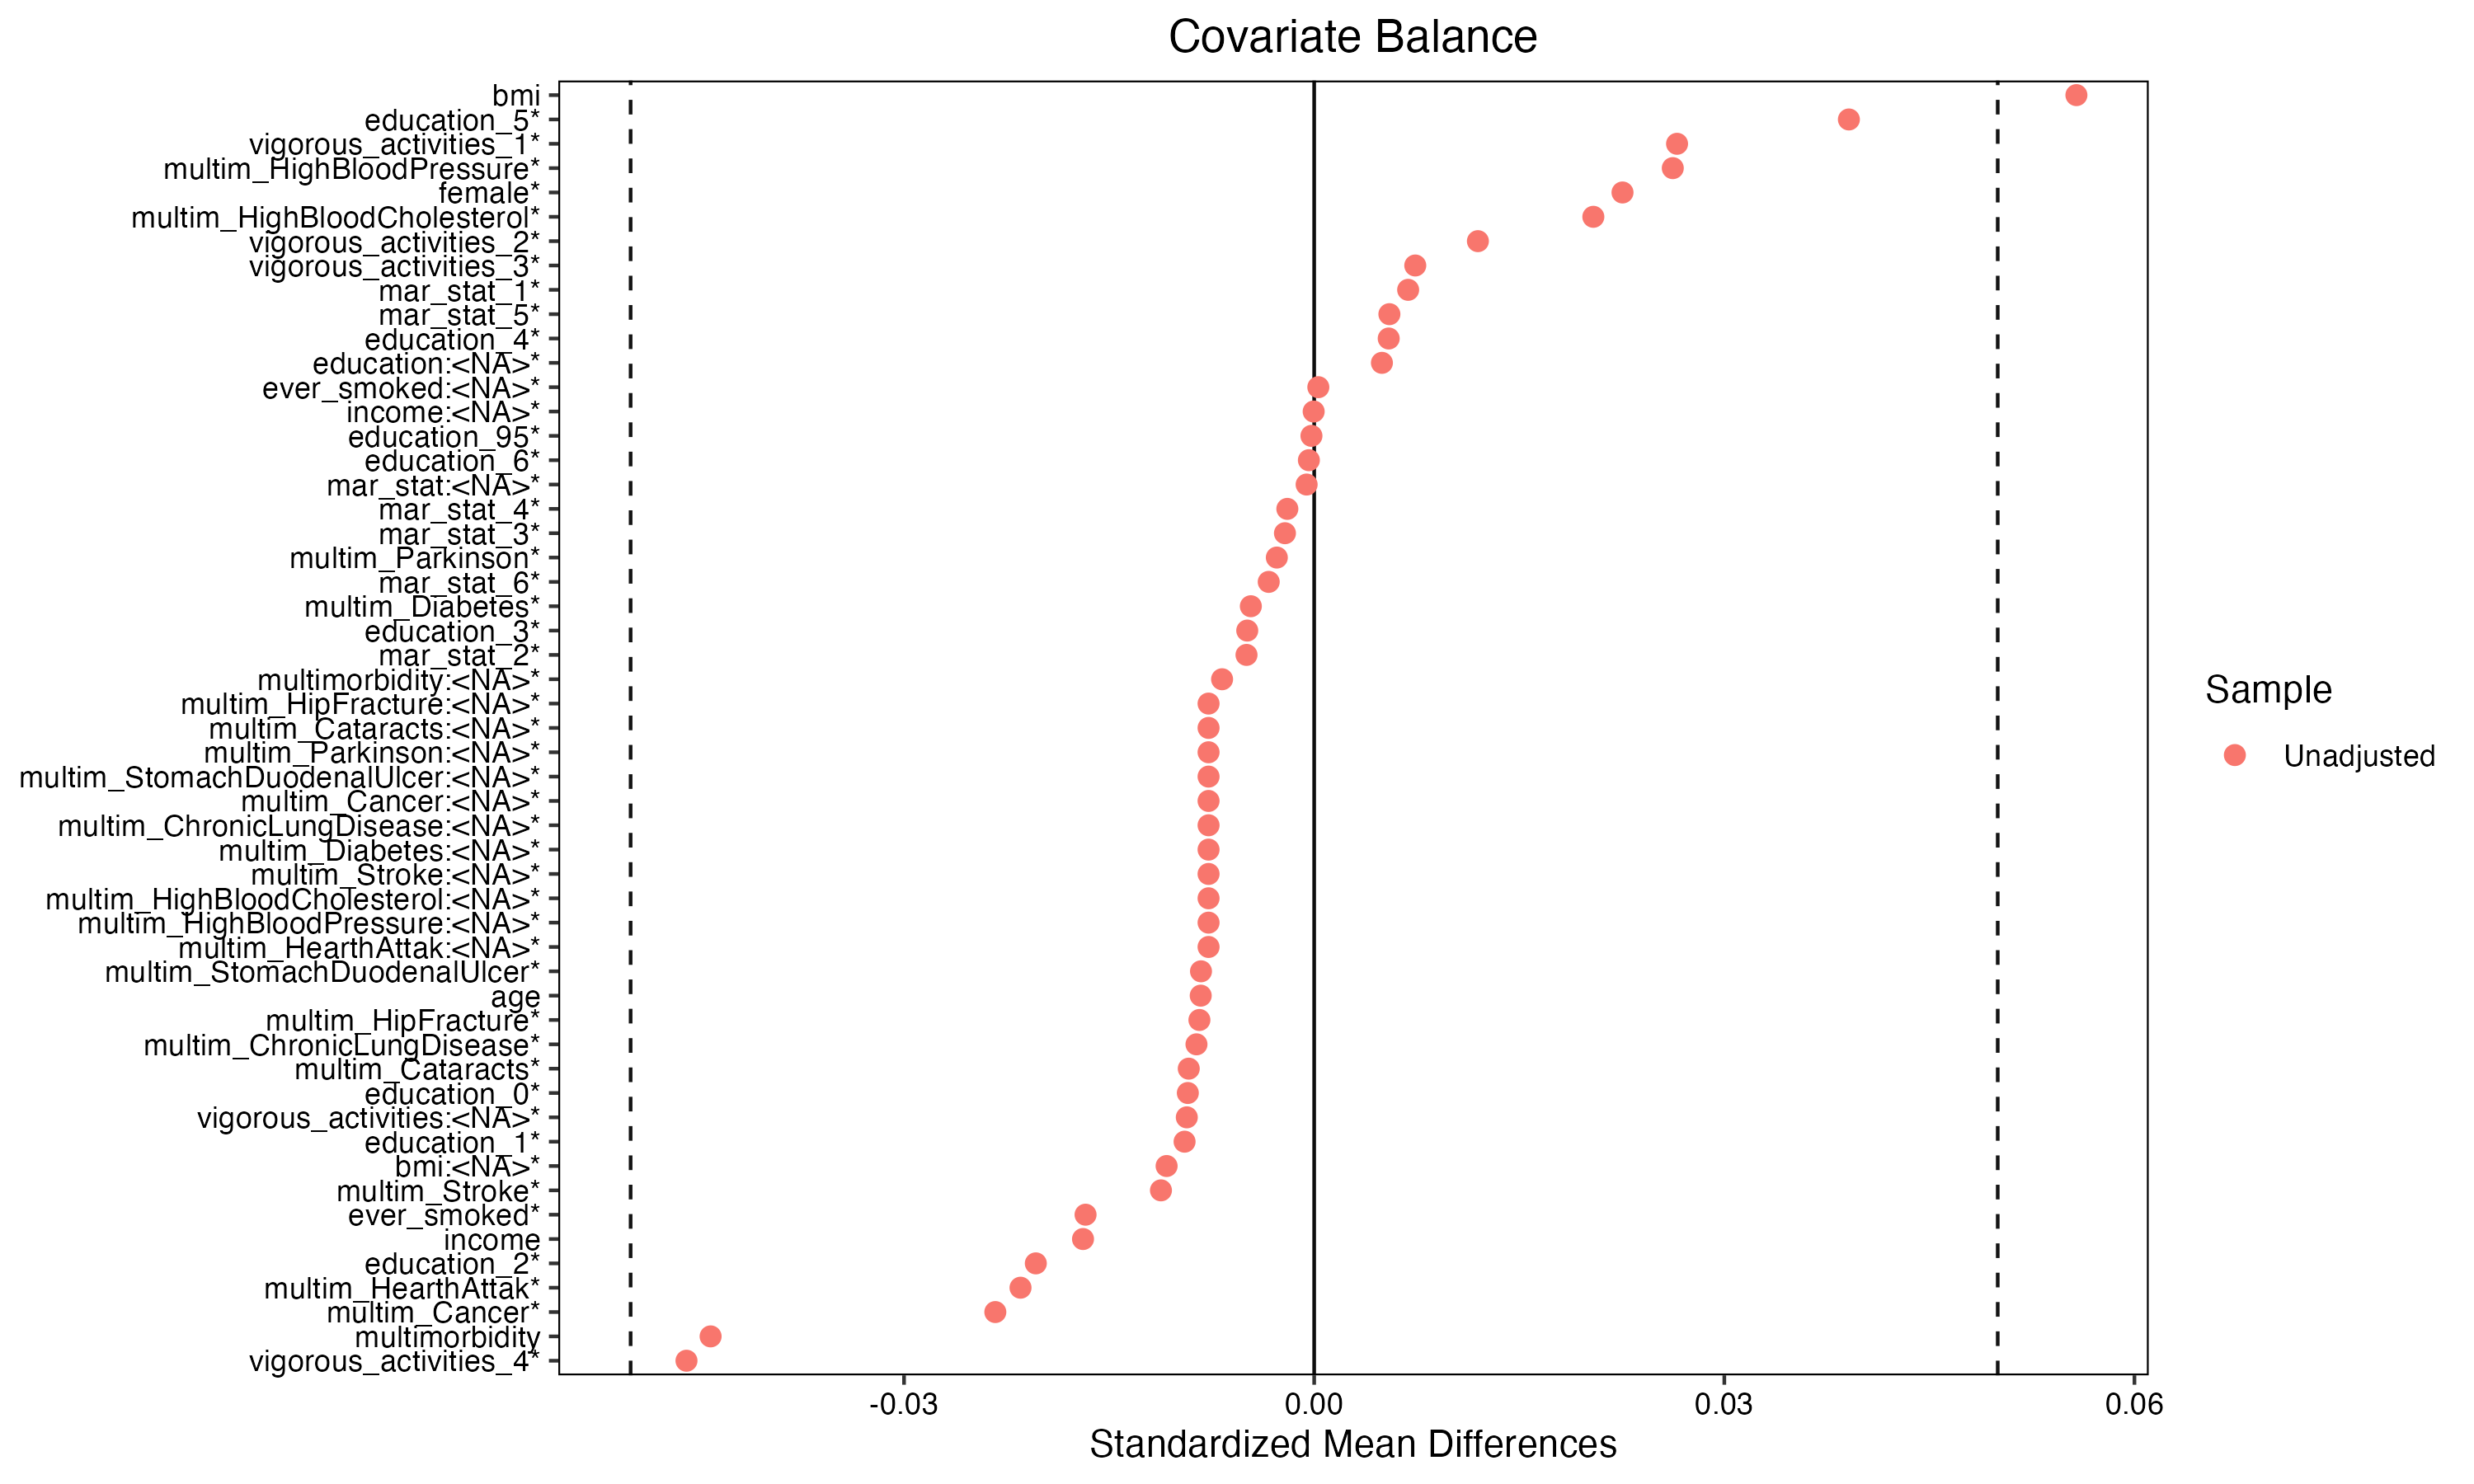 Covariate Balance
bmi
education_5*
vigorous_activities_1*
multim_HighBloodPressure*
female*
multim_HighBloodCholesterol*
vigorous_activities_2*
vigorous_activities_3*
mar_stat_1*
mar_stat_5*
education_4*
education:<NA>*
ever_smoked:<NA>*
income:<NA>*
education_95*
education_6*
mar_stat:<NA>*
mar_stat_4*
mar_stat_3*
multim_Parkinson*
mar_stat_6*
multim_Diabetes*
education_3*
mar_stat_2*
multimorbidity:<NA>*
multim_HipFracture:<NA>*
multim_Cataracts:<NA>*
multim_Parkinson:<NA>*
multim_StomachDuodenalUlcer:<NA>*
multim_Cancer:<NA>*
multim_ChronicLungDisease:<NA>*
multim_Diabetes:<NA>*
multim_Stroke:<NA>*
multim_HighBloodCholesterol:<NA>*
multim_HighBloodPressure:<NA>*
multim_HearthAttak:<NA>*
multim_StomachDuodenalUlcer*
age
multim_HipFracture*
multim_ChronicLungDisease*
multim_Cataracts*
education_0*
vigorous_activities:<NA>*
education_1*
bmi:<NA>*
multim_Stroke*
ever_smoked*
income
education_2*
multim_HearthAttak*
multim_Cancer*
multimorbidity
vigorous_activities_4*
-0.03 0.00 0.03 0.06
Standardized Mean Differences
Sample
Unadjusted